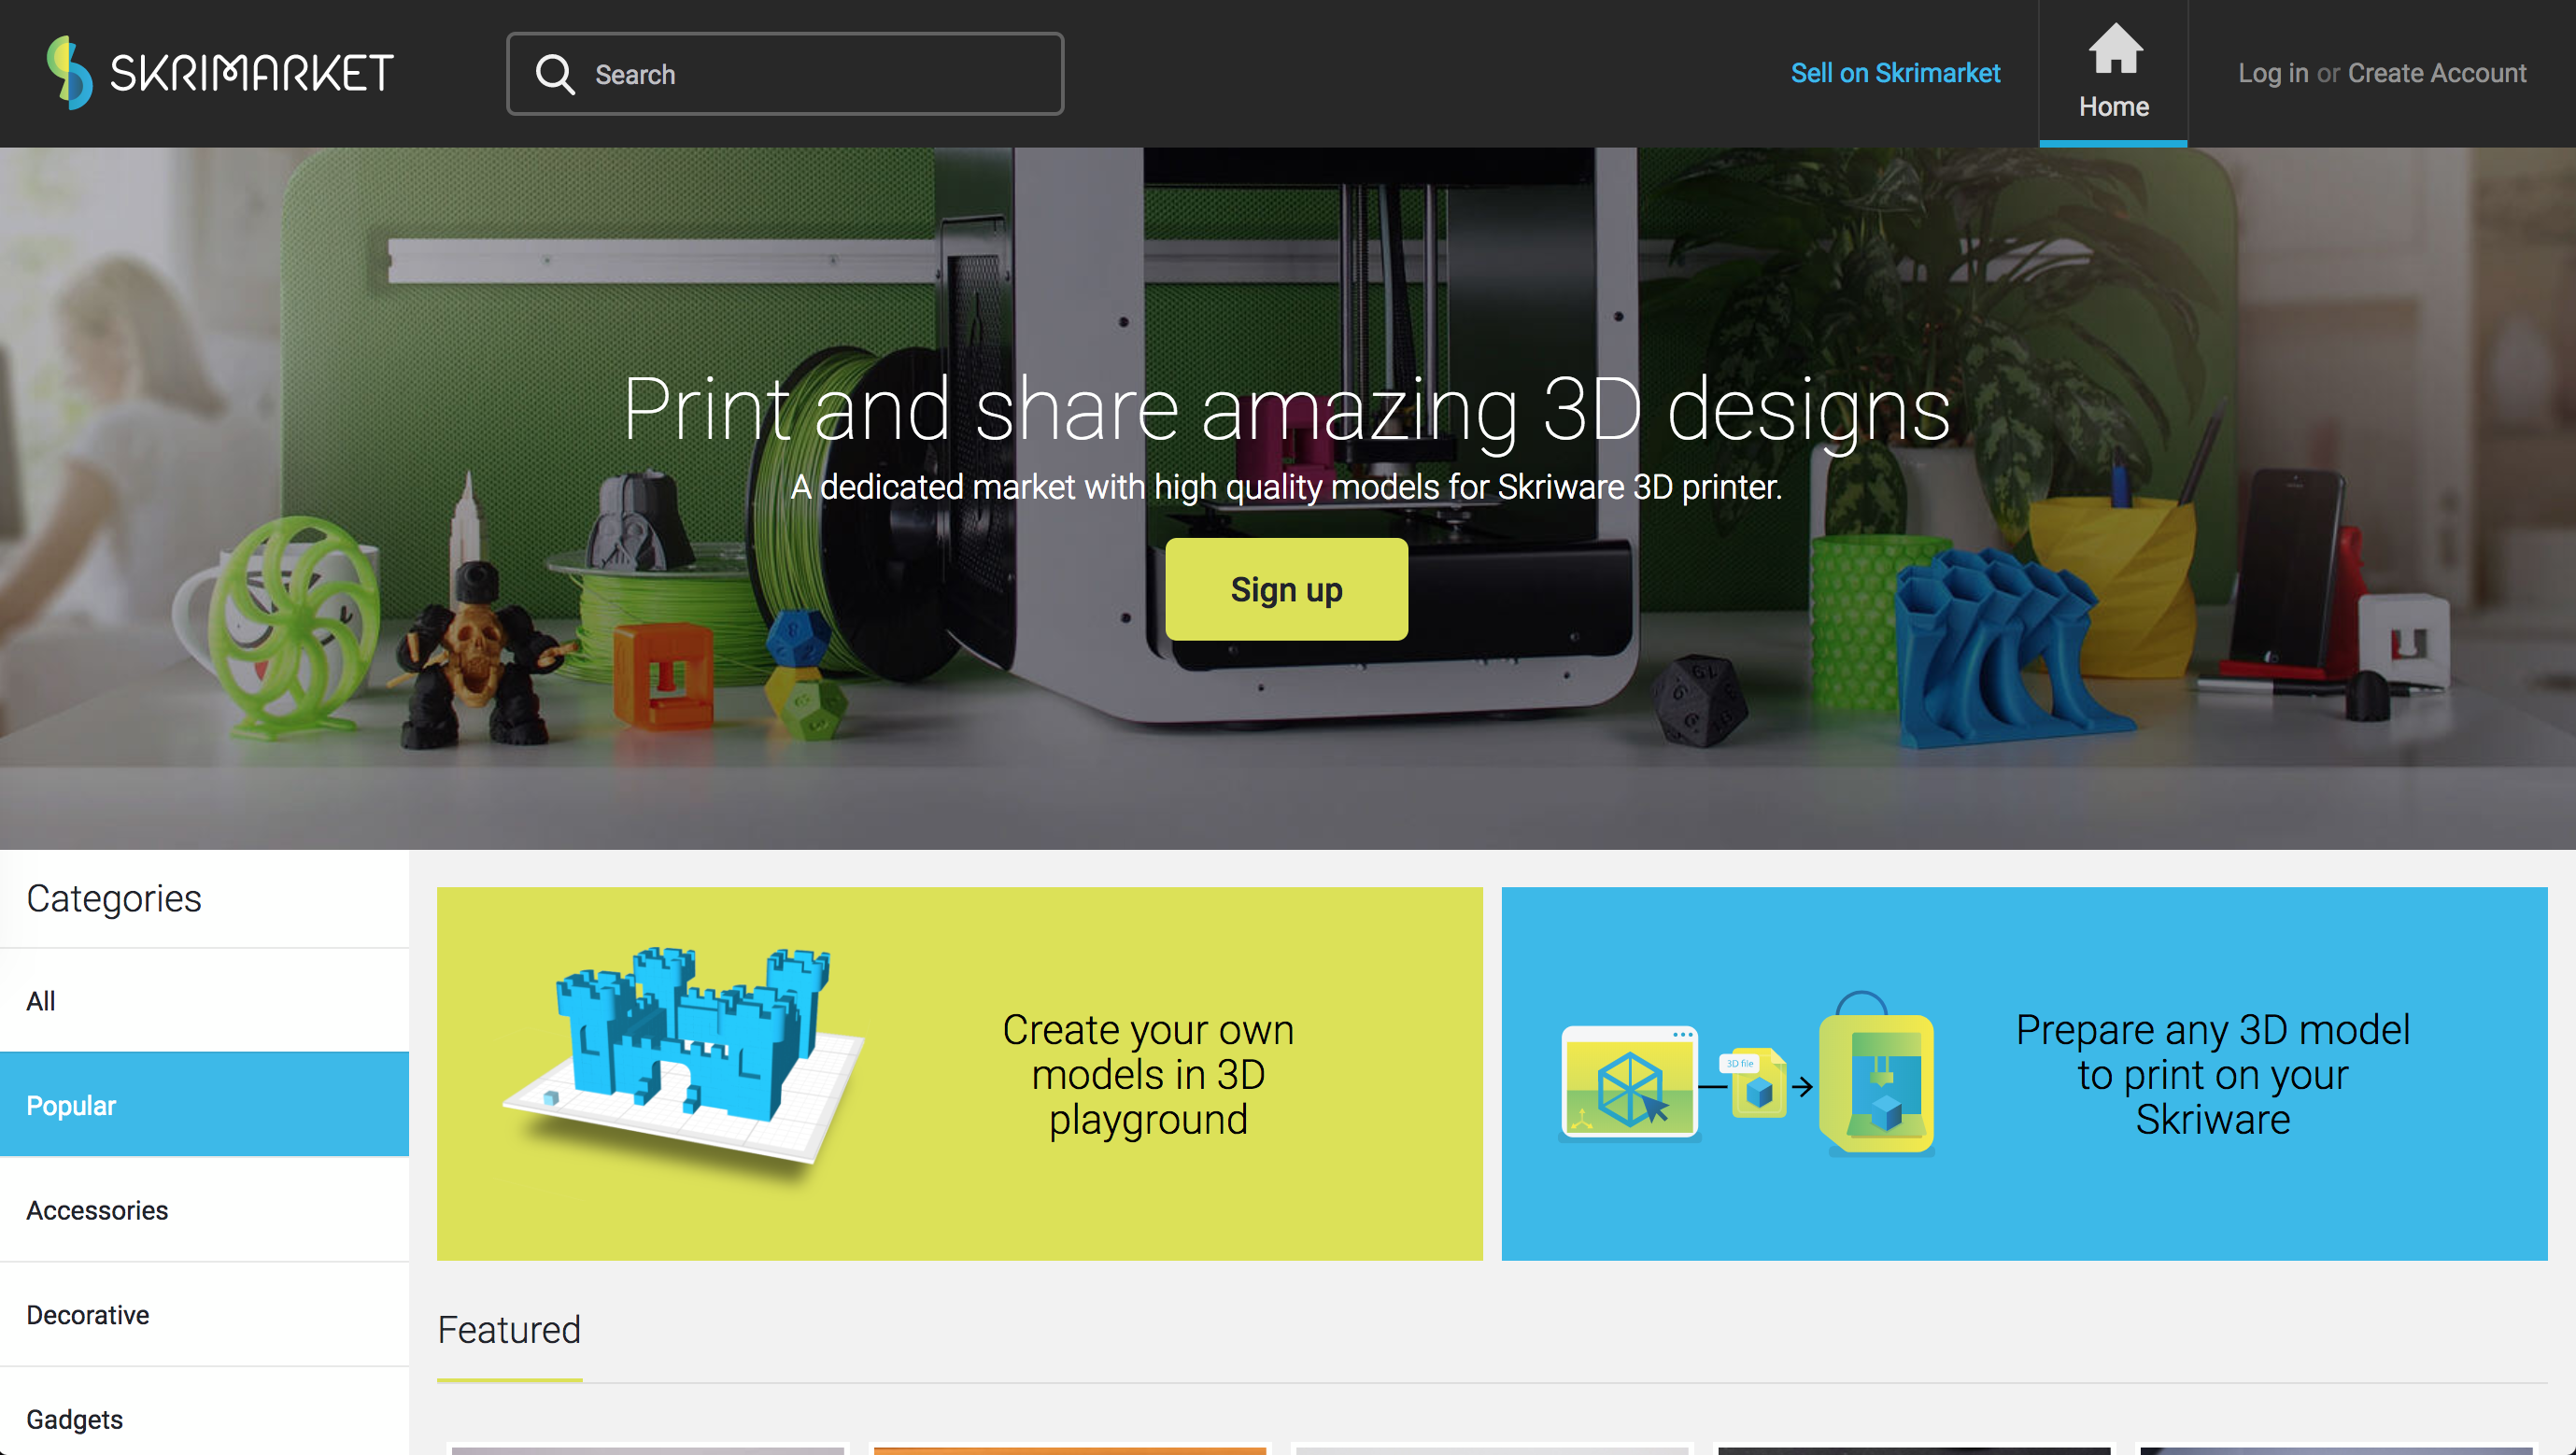 SKRIMARKET
Search
Sell on Skrimarket
Home
Log in or Create Account
Print and share amazing 3D designs
A dedicated market with high quality models for Skriware 3D printer.
Sign up
Categories
All
Popular
Accessories
Decorative
Gadgets
Create your own
models in 3D
playground
3D file
Prepare any 3D model
to print on your
Skriware
Featured